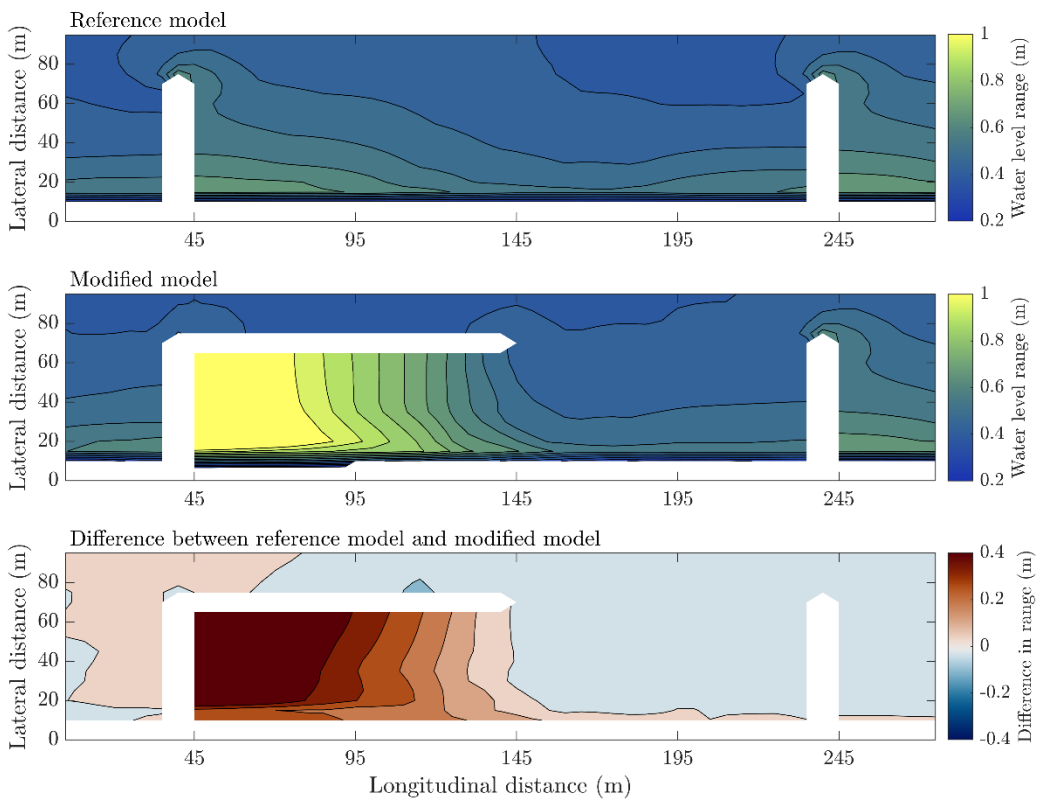 Reference model
Lateral distance (m)
80
60
40
20
0
45 95 145 195 245
1
0.8
0.6
0.4
0.2
Water level range (m)
Modified model
Lateral distance (m)
80
60
40
20
0
45 95 145 195 245
1
0.8
0.6
0.4
0.2
Water level range (m)
Difference between reference model and modified model
Lateral distance (m)
80
60
40
20
0
45 95 145 195 245
Longitudinal distance (m)
0.4
0.2
0
-0.2
-0.4
Difference in range (m)